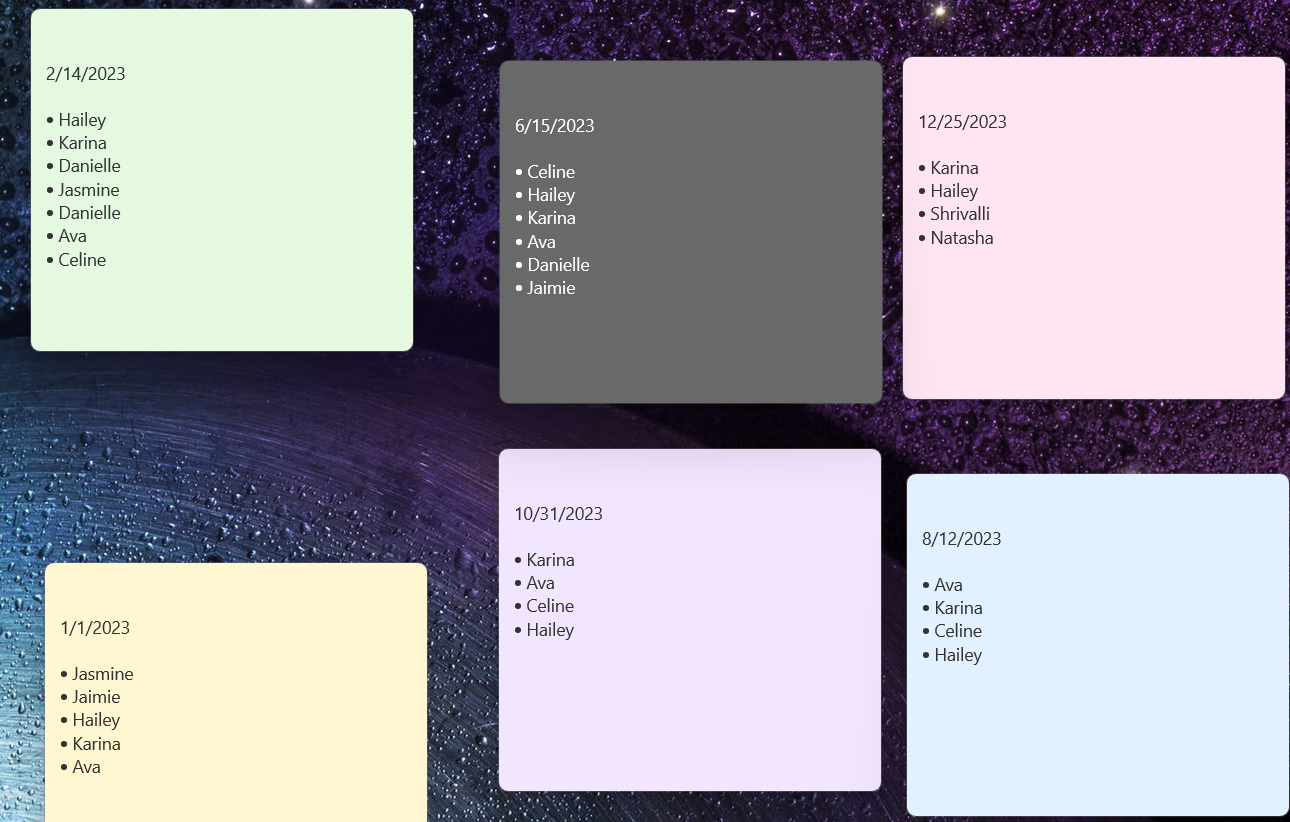 2/14/2023
• Hailey
• Karina
• Danielle
• Jasmine
• Danielle
• Ava
• Celine
6/15/2023
• Celine
• Hailey
• Karina
• Ava
• Danielle
• Jaimie
12/25/2023
• Karina
• Hailey
• Shrivalli
• Natasha
1/1/2023
• Jasmine
• Jaimie
• Hailey
• Karina
• Ava
10/31/2023
• Karina
• Ava
• Celine
• Hailey
8/12/2023
• Ava
• Karina
• Celine
• Hailey